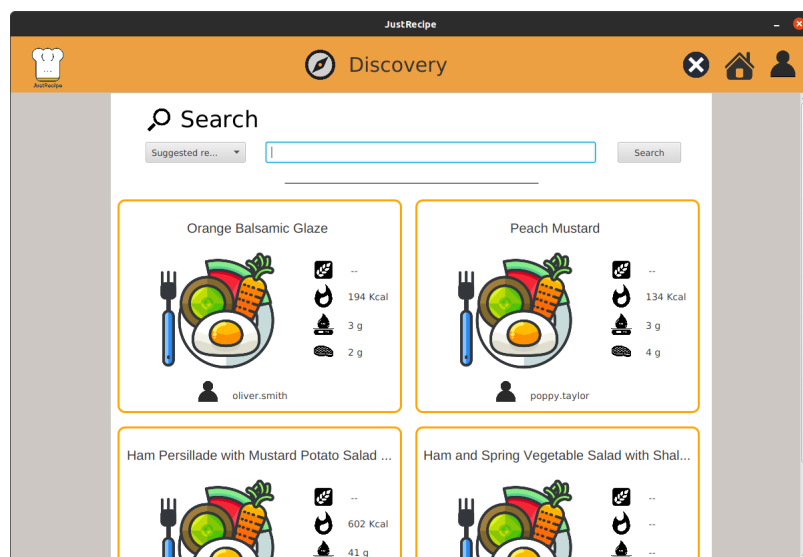 JustRecipe
JustRecipe
Discovery
Search
Suggested re...
Search
Orange Balsamic Glaze
--
194 Kcal
3 g
2 g
oliver.smith
Peach Mustard
--
134 Kcal
3 g
4 g
poppy.taylor
Ham Persillade with Mustard Potato Salad ...
--
602 Kcal
41 g
Ham and Spring Vegetable Salad with Shal...
--
--
--